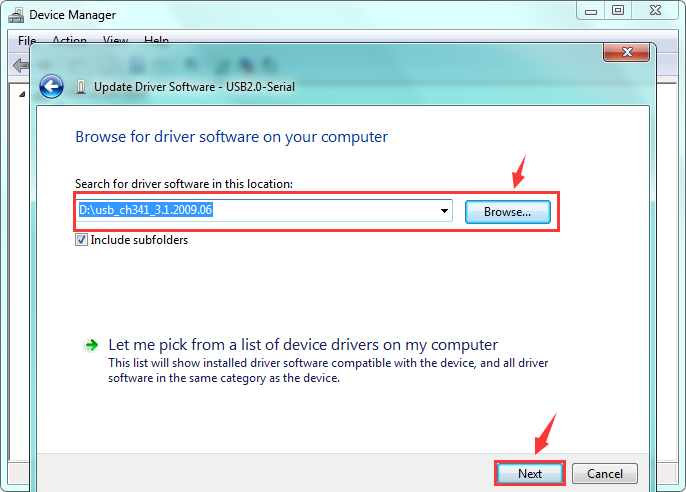 Device Manager
File Action View Help
Update Driver Software - USB2.0-Serial
Browse for driver software on your computer
Search for driver software in this location:
D:\usb_ch341_3.1.2009.06
Browse...
Include subfolders
Let me pick from a list of device drivers on my computer
This list will show installed driver software compatible with the device, and all driver
software in the same category as the device.
Next Cancel